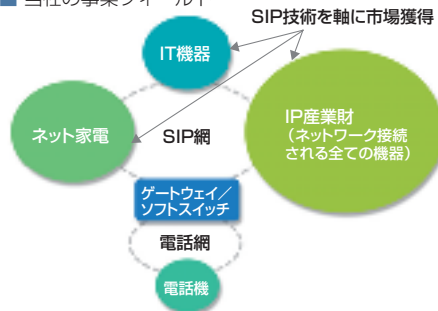 ■ 当社の事業フィールド
SIP技術を軸に市場獲得
IT機器
ネット家電
SIP網
IP産業財
（ネットワーク接続
される全ての機器）
ゲートウェイ／
ソフトスイッチ
電話網
電話機